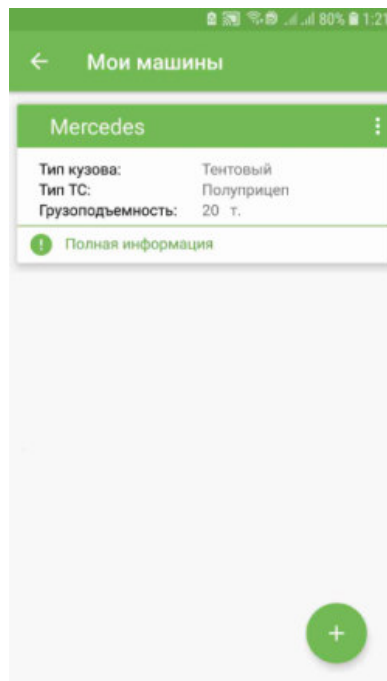 80% 1:21
Мои машины
Mercedes
Тип кузова: Тентовый
Тип ТС: Полуприцеп
Грузоподъемность: 20 т.
Полная информация